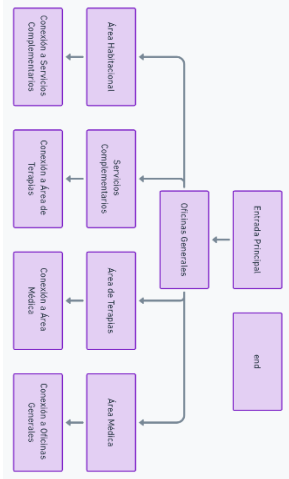 Entrada Principal
end
Oficinas Generales
Área Habitacional
Servicios
Complementarios
Área de Terapias
Área Médica
Conexión a Servicios
Complementarios
Conexión a Área de
Terapias
Conexión a Área
Médica
Conexión a Oficinas
Generales